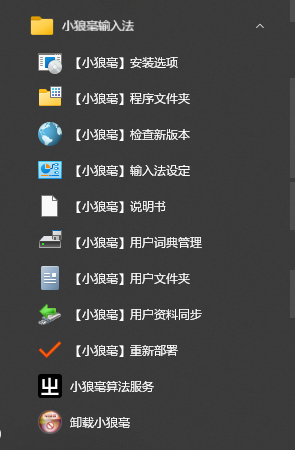 小狼毫输入法
【小狼毫】安装选项
【小狼毫】程序文件夹
【小狼毫】检查新版本
【小狼毫】输入法设定
【小狼毫】说明书
【小狼毫】用户词典管理
【小狼毫】用户文件夹
【小狼毫】用户资料同步
【小狼毫】重新部署
小狼毫算法服务
卸载小狼毫